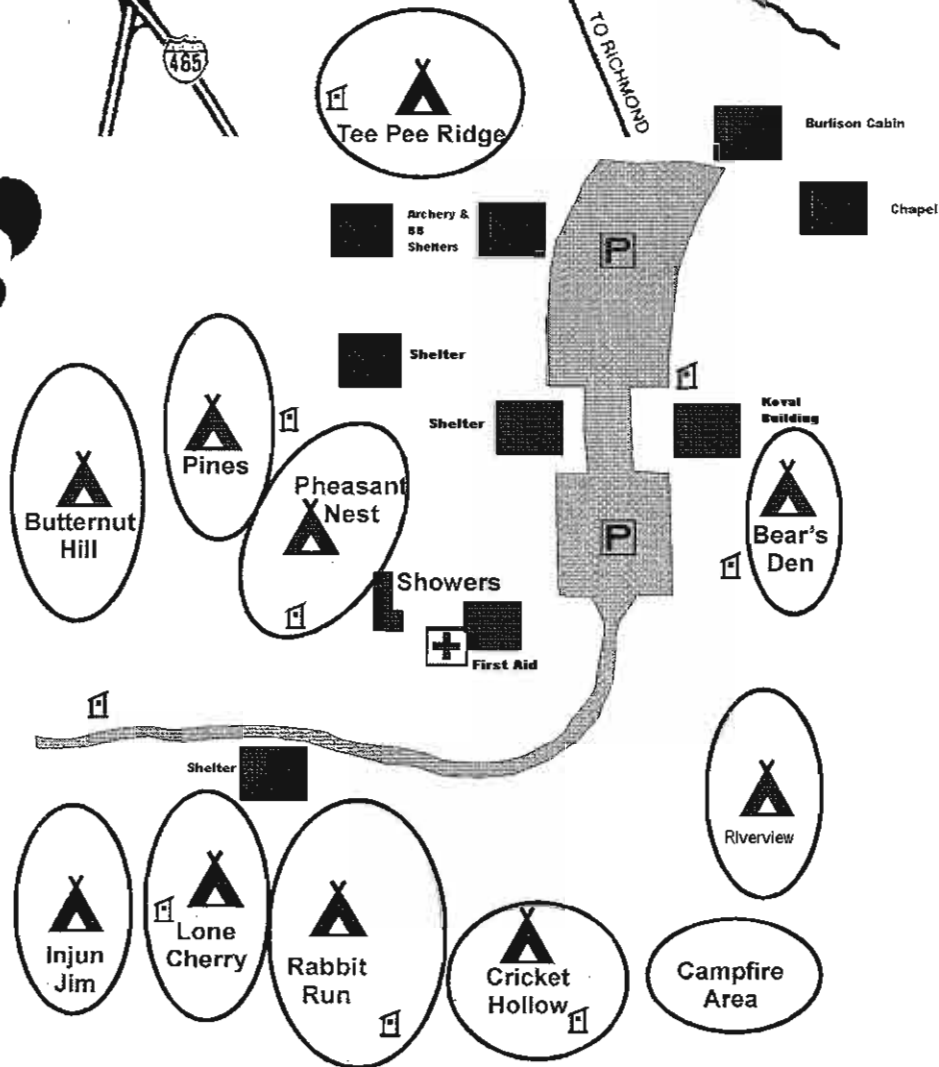 465
TO RICHMOND
Tee Pee Ridge
Burlison Cabin
Chapel
Archery &
BB
Shelters
P
Shelter
Shelter
Koval
Building
Pines
Pheasant
Nest
Butternut
Hill
P
Bear's
Den
Showers
First Aid
Shelter
Riverview
Injun
Jim
Lone
Cherry
Rabbit
Run
Cricket
Hollow
Campfire
Area